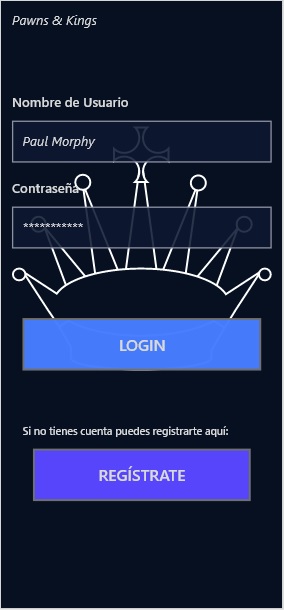 Pawns & Kings
Nombre de Usuario
Paul Morphy
Contraseña
***********
LOGIN
Si no tienes cuenta puedes registrarte aquí:
REGÍSTRATE